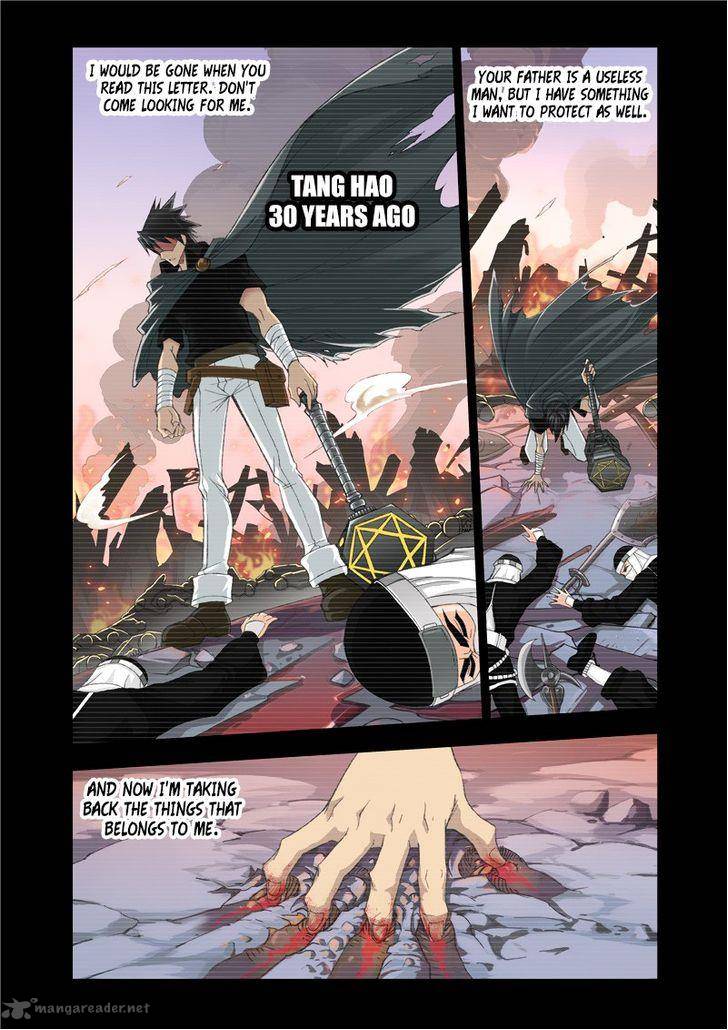 I WOULD BE GONE WHEN YOU
READ THIS LETTER. DON'T
COME LOOKING FOR ME.
TANG HAO
30 YEARS AGO
YOUR FATHER IS A USELESS
MAN, BUT I HAVE SOMETHING
I WANT TO PROTECT AS WELL.
AND NOW I'M TAKING
BACK THE THINGS THAT
BELONGS TO ME.
mangareader.net